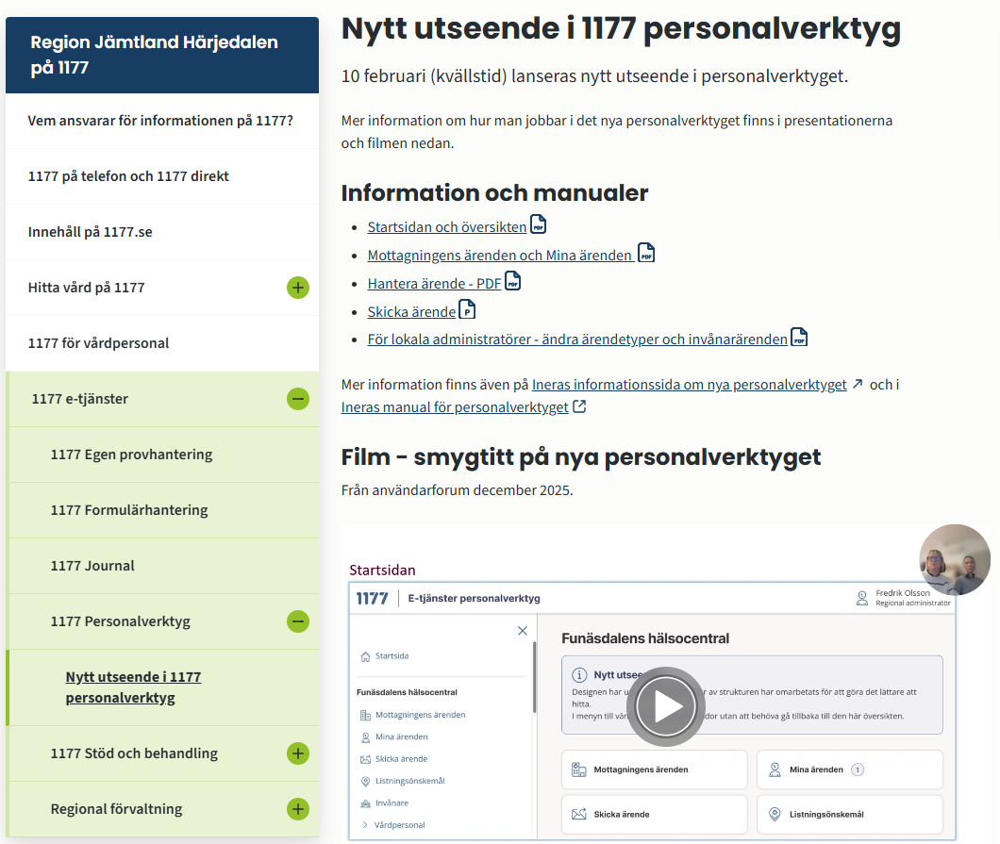 Region Jämtland Härjedalen
på 1177
Vem ansvarar för informationen på 1177?
1177 på telefon och 1177 direkt
Innehåll på 1177.se
Hitta vård på 1177
1177 för vårdpersonal
1177 e-tjänster
1177 Egen provhantering
1177 Formulärhantering
1177 Journal
1177 Personalverktyg
Nytt utseende i 1177
personalverktyg
1177 Stöd och behandling
Regional förvaltning
Nytt utseende i 1177 personalverktyg
10 februari (kvällstid) lanseras nytt utseende i personalverktyget.
Mer information om hur man jobbar i det nya personalverktyget finns i presentationerna
och filmen nedan.
Information och manualer
Startsidan och översikten PDF
Mottagningens ärenden och Mina ärenden PDF
Hantera ärende - PDF PDF
Skicka ärende P
För lokala administratörer - ändra ärendetyper och invånarärenden PDF
Mer information finns även på Ineras informationssida om nya personalverktyget och i
Ineras manual för personalverktyget
Film - smygtitt på nya personalverktyget
Från användarforum december 2025.
Startsidan
1177 E-tjänster personalverktyg
Fredrik Olsson
Regional administratör
Startsida
Funäsdalens hälsocentral
Mottagningens ärenden
Mina ärenden
Skicka ärende
Listningsönskemål
Invånare
Vårdpersonal
Funäsdalens hälsocentral
Nytt
Designen har av strukturen har omarbetats för att göra det lättare att
hitta.
I menyn till utan att behöva gå tillbaka till den här översikten.
Mottagningens ärenden
Mina ärenden 1
Skicka ärende
Listningsönskemål